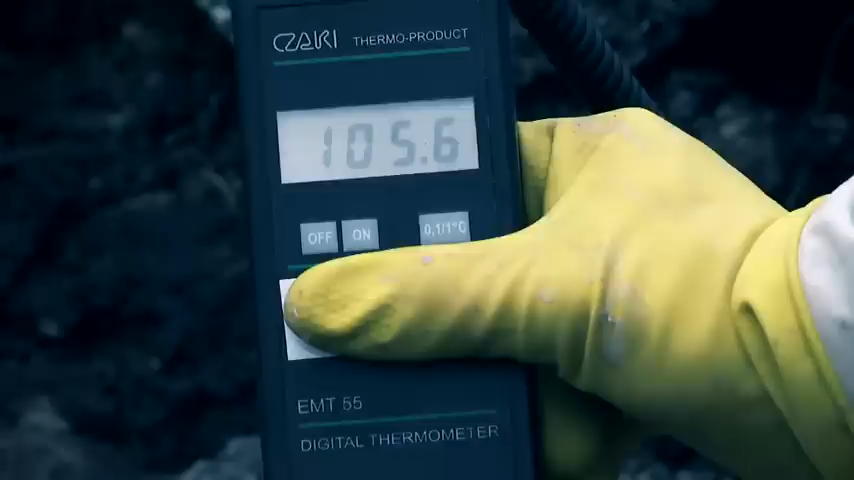 CZAKI THERMO-PRODUCT
105.6
OFF ON 0,1/1°C
EMT 55
DIGITAL THERMOMETER